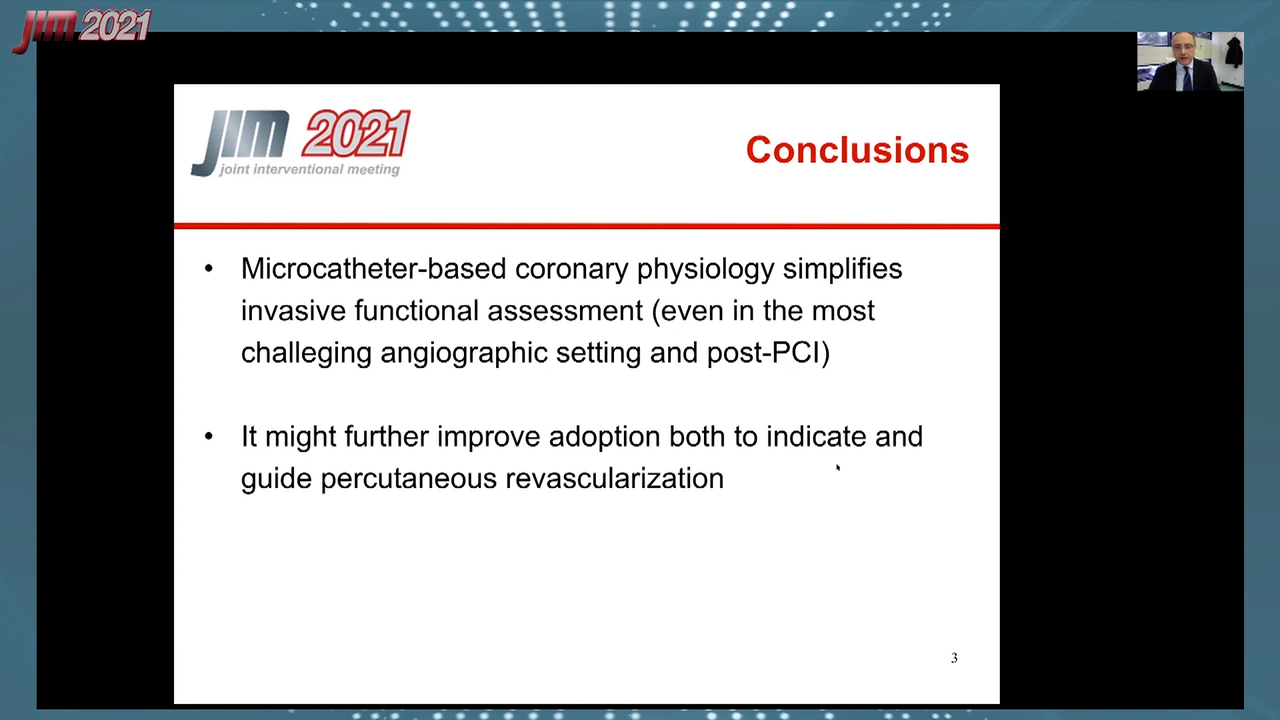 JIM 2021
JIM 2021
joint interventional meeting
Conclusions
• Microcatheter-based coronary physiology simplifies
invasive functional assessment (even in the most
challeging angiographic setting and post-PCI)
• It might further improve adoption both to indicate and
guide percutaneous revascularization
3